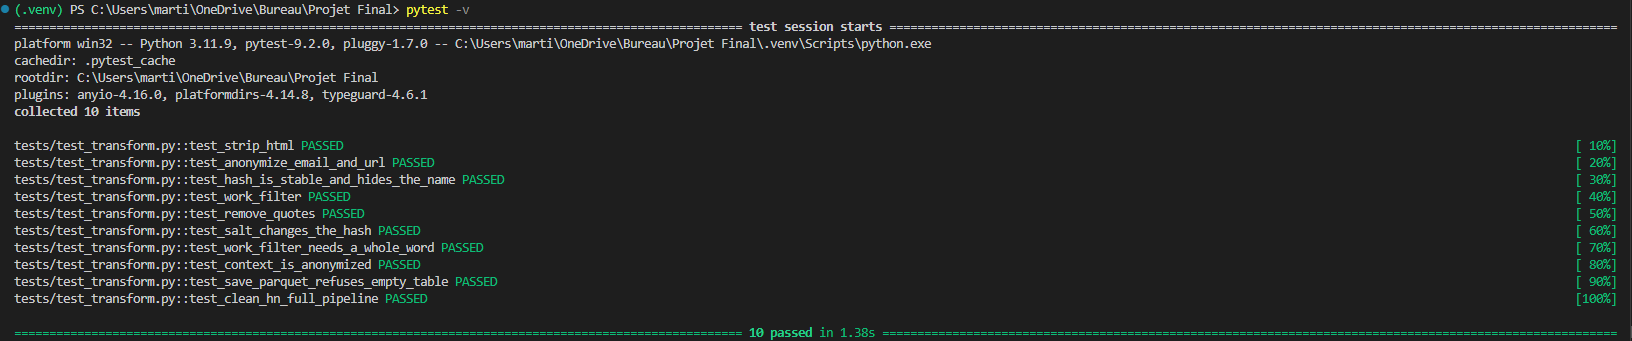 (.venv) PS C:\Users\marti\OneDrive\Bureau\Projet Final> pytest -v
======================================== test session starts ========================================
platform win32 -- Python 3.11.9, pytest-9.2.0, pluggy-1.7.0 -- C:\Users\marti\OneDrive\Bureau\Projet Final\.venv\Scripts\python.exe
cachedir: .pytest_cache
rootdir: C:\Users\marti\OneDrive\Bureau\Projet Final
plugins: anyio-4.16.0, platformdirs-4.14.8, typeguard-4.6.1
collected 10 items
tests/test_transform.py::test_strip_html PASSED [ 10%]
tests/test_transform.py::test_anonymize_email_and_url PASSED [ 20%]
tests/test_transform.py::test_hash_is_stable_and_hides_the_name PASSED [ 30%]
tests/test_transform.py::test_work_filter PASSED [ 40%]
tests/test_transform.py::test_remove_quotes PASSED [ 50%]
tests/test_transform.py::test_salt_changes_the_hash PASSED [ 60%]
tests/test_transform.py::test_work_filter_needs_a_whole_word PASSED [ 70%]
tests/test_transform.py::test_context_is_anonymized PASSED [ 80%]
tests/test_transform.py::test_save_parquet_refuses_empty_table PASSED [ 90%]
tests/test_transform.py::test_clean_hn_full_pipeline PASSED [100%]
======================================== 10 passed in 1.38s ========================================